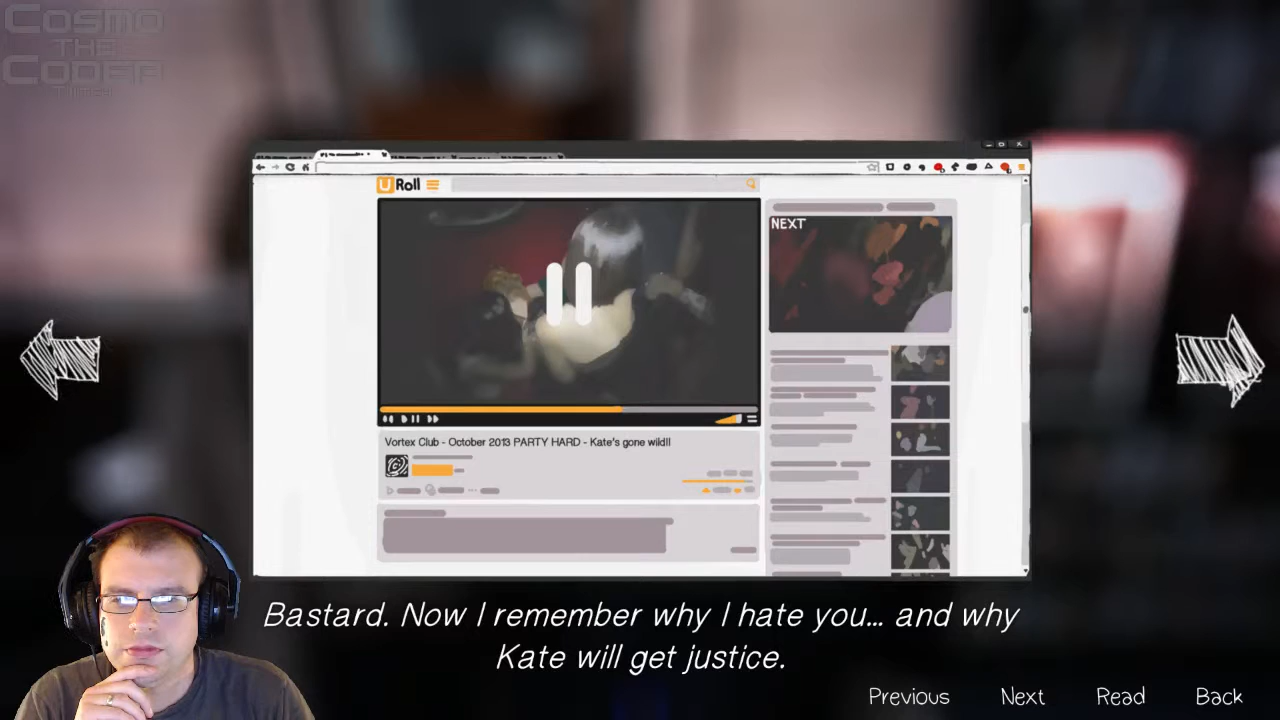 COSMO
THE
CODER
URoll
NEXT
Vortex Club - October 2013 PARTY HARD - Kate's gone wild!!
Bastard. Now I remember why I hate you... and why
Kate will get justice.
Previous Next Read Back